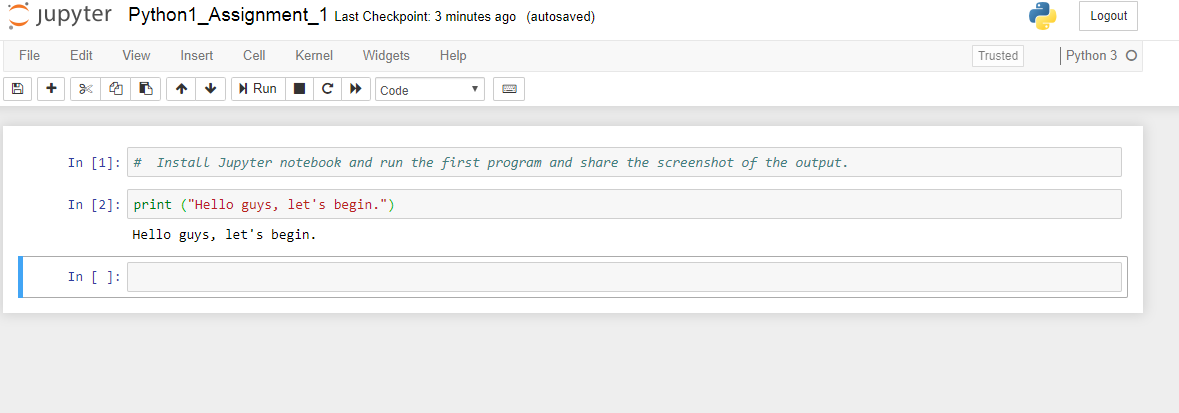 jupyter Python1_Assignment_1 Last Checkpoint: 3 minutes ago (autosaved) Logout
File Edit View Insert Cell Kernel Widgets Help Trusted Python 3
Run Code
In [1]: #  Install Jupyter notebook and run the first program and share the screenshot of the output.
In [2]: print ("Hello guys, let's begin.")
Hello guys, let's begin.
In [ ]: